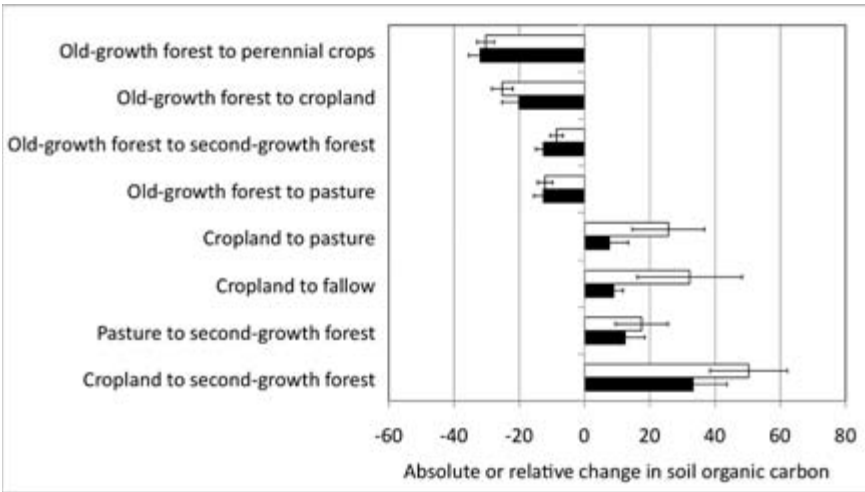 Old-growth forest to perennial crops
Old-growth forest to cropland
Old-growth forest to second-growth forest
Old-growth forest to pasture
Cropland to pasture
Cropland to fallow
Pasture to second-growth forest
Cropland to second-growth forest
-60 -40 -20 0 20 40 60 80
Absolute or relative change in soil organic carbon